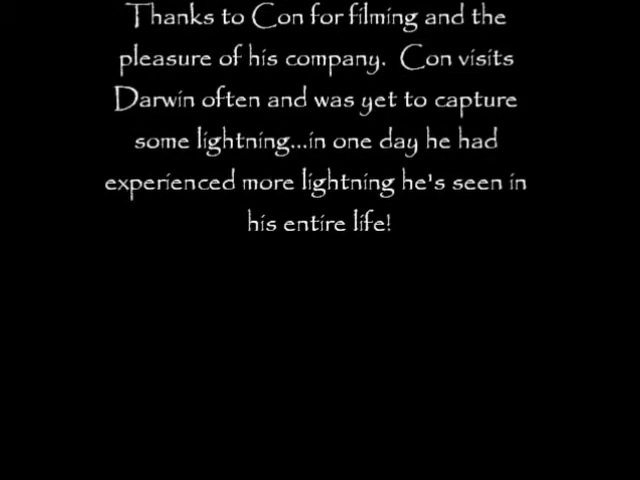 Thanks to Con for filming and the
pleasure of his company.  Con visits
Darwin often and was yet to capture
some lightning...in one day he had
experienced more lightning he's seen in
his entire life!